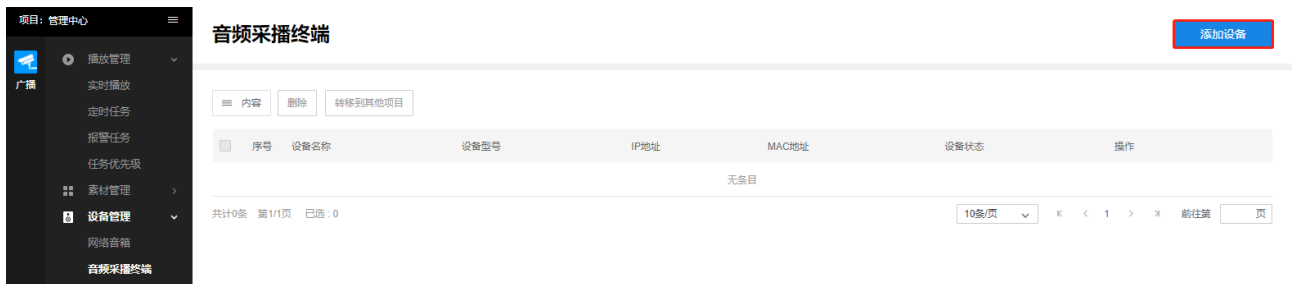 项目：管理中心
音频采播终端
添加设备
广播
播放管理
实时播放
定时任务
报警任务
任务优先级
素材管理
设备管理
网络音箱
音频采播终端
内容 删除 转移到其他项目
序号 设备名称 设备型号 IP地址 MAC地址 设备状态 操作
无条目
共计0条 第1/1页 已选：0 10条/页 1 前往第 页